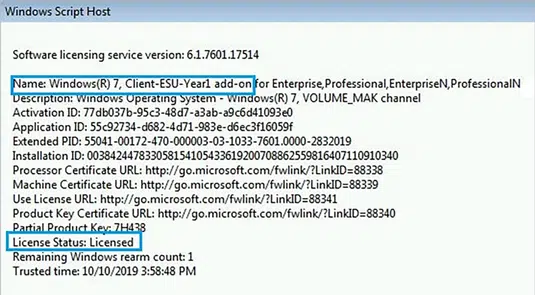 Windows Script Host
Software licensing service version: 6.1.7601.17514
Name: Windows(R) 7, Client-ESU-Year1 add-on for Enterprise,Professional,EnterpriseN,ProfessionalN
Description: Windows Operating System - Windows(R) 7, VOLUME_MAK channel
Activation ID: 77db037b-95c3-48d7-a3ab-a9c6d41093e0
Application ID: 55c92734-d682-4d71-983e-d6ec3f16059f
Extended PID: 55041-00172-470-000003-03-1033-7601.0000-2832019
Installation ID: 003842447833058154105433619200708862559816407110910340
Processor Certificate URL: http://go.microsoft.com/fwlink/?LinkID=88338
Machine Certificate URL: http://go.microsoft.com/fwlink/?LinkID=88339
Use License URL: http://go.microsoft.com/fwlink/?LinkID=88341
Product Key Certificate URL: http://go.microsoft.com/fwlink/?LinkID=88340
Partial Product Key: 7H438
License Status: Licensed
Remaining Windows rearm count: 1
Trusted time: 10/10/2019 3:58:48 PM